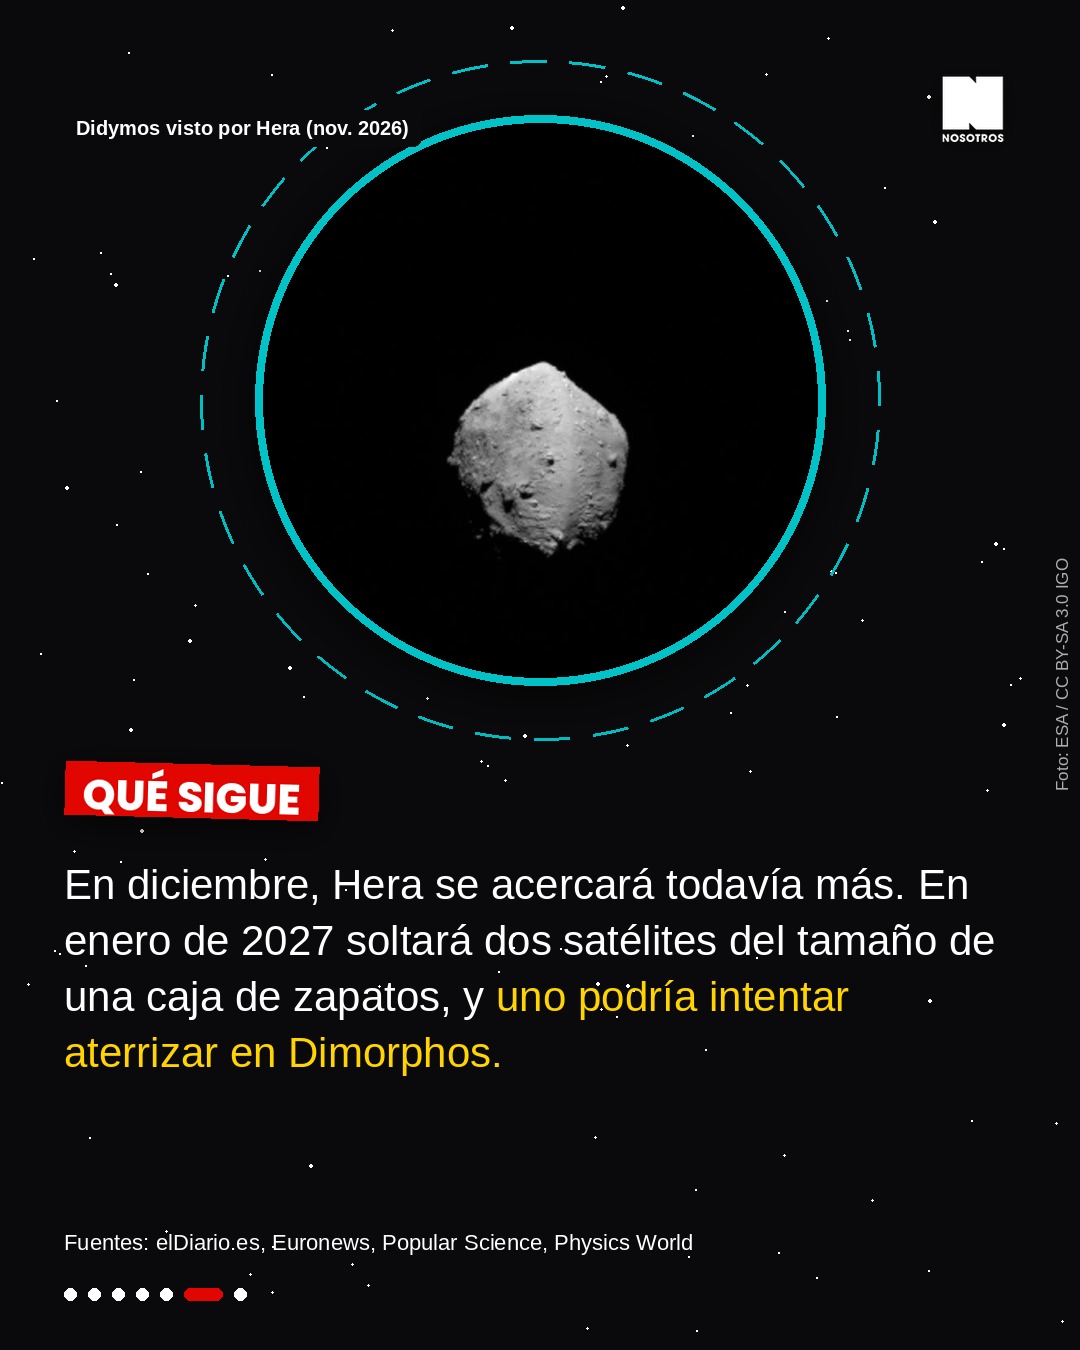 Didymos visto por Hera (nov. 2026)
NOSOTROS
Foto: ESA / CC BY-SA 3.0 IGO
QUÉ SIGUE
En diciembre, Hera se acercará todavía más. En
enero de 2027 soltará dos satélites del tamaño de
una caja de zapatos, y uno podría intentar
aterrizar en Dimorphos.
Fuentes: elDiario.es, Euronews, Popular Science, Physics World